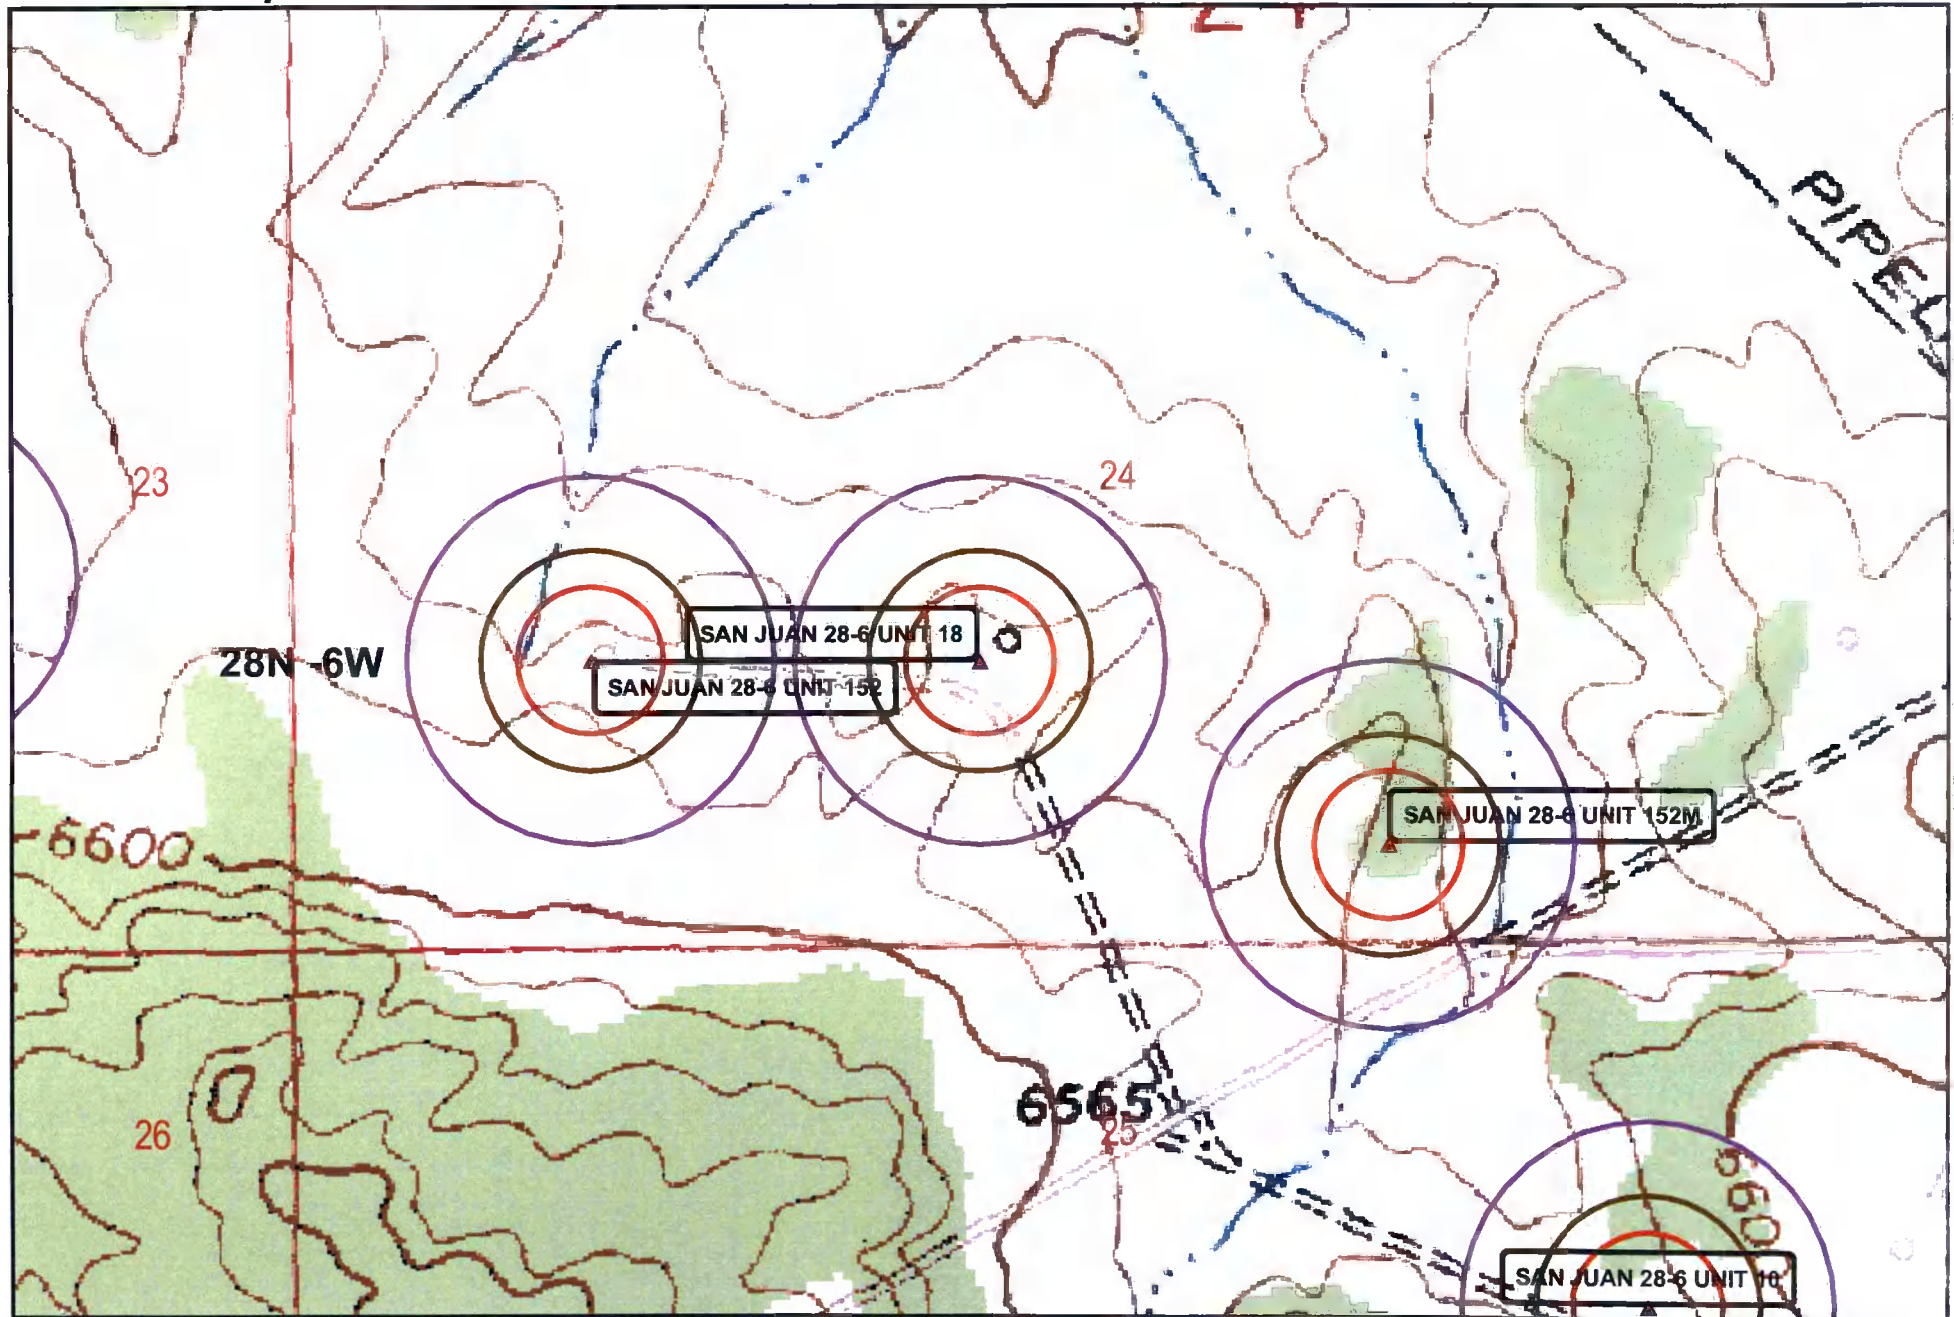 PIPEL
23
24
SAN JUAN 28-6 UNIT 18
28N -6W
SAN JUAN 28-6 UNIT 152
SAN JUAN 28-6 UNIT 152M
6600
6565
25
26
SAN JUAN 28-6 UNIT 10